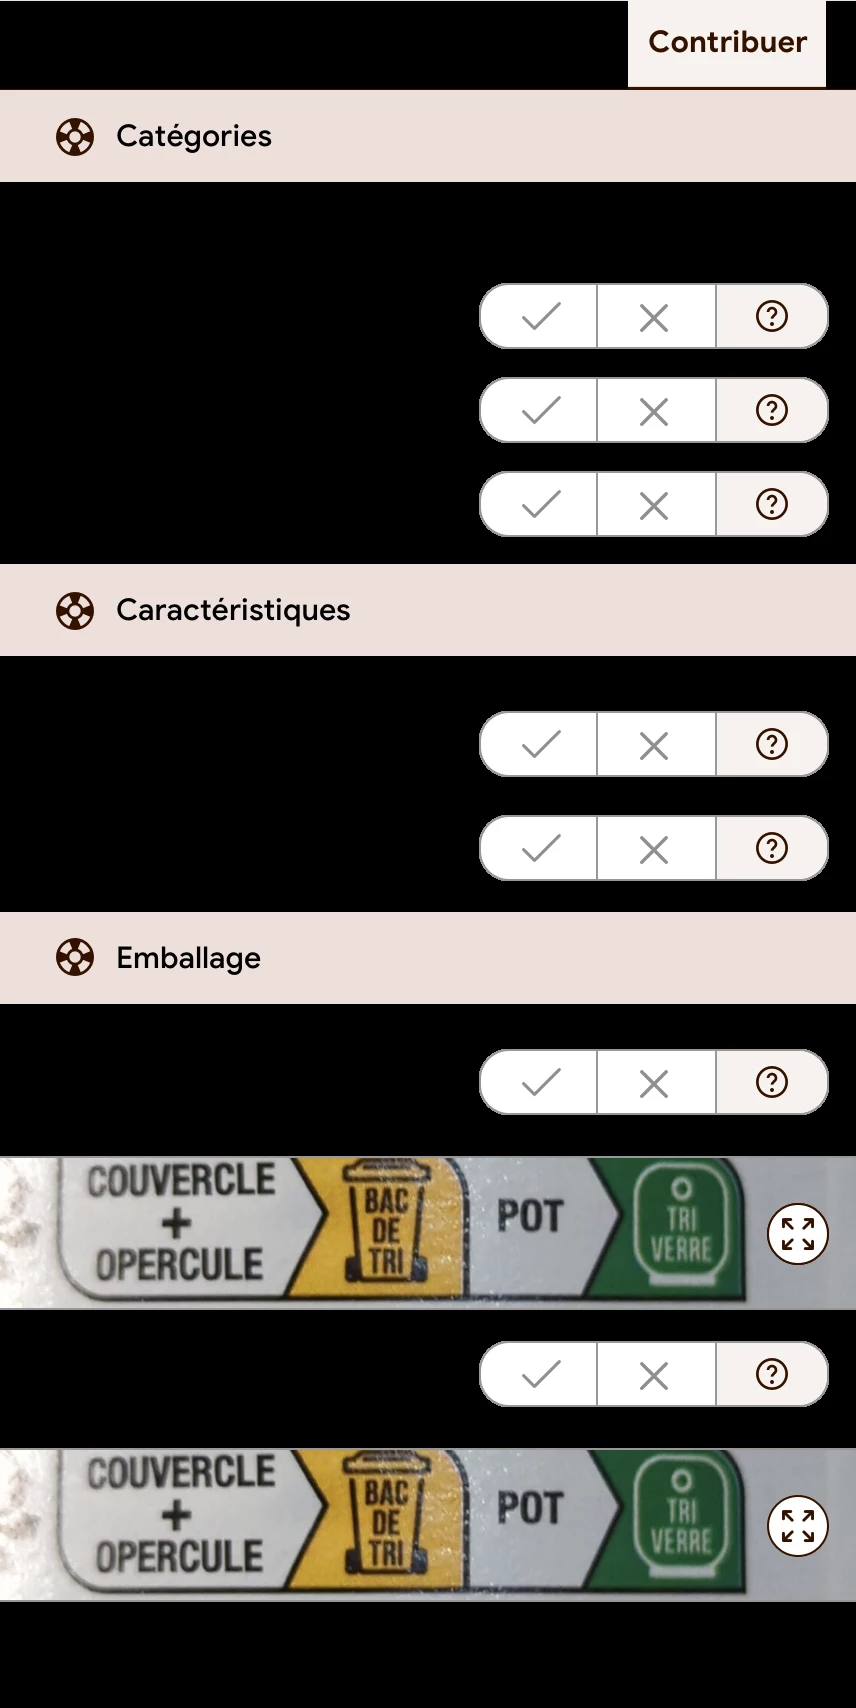 Contribuer
Catégories
Caractéristiques
Emballage
COUVERCLE
+
OPERCULE
BAC
DE
TRI
POT
TRI
VERRE
COUVERCLE
+
OPERCULE
BAC
DE
TRI
POT
TRI
VERRE